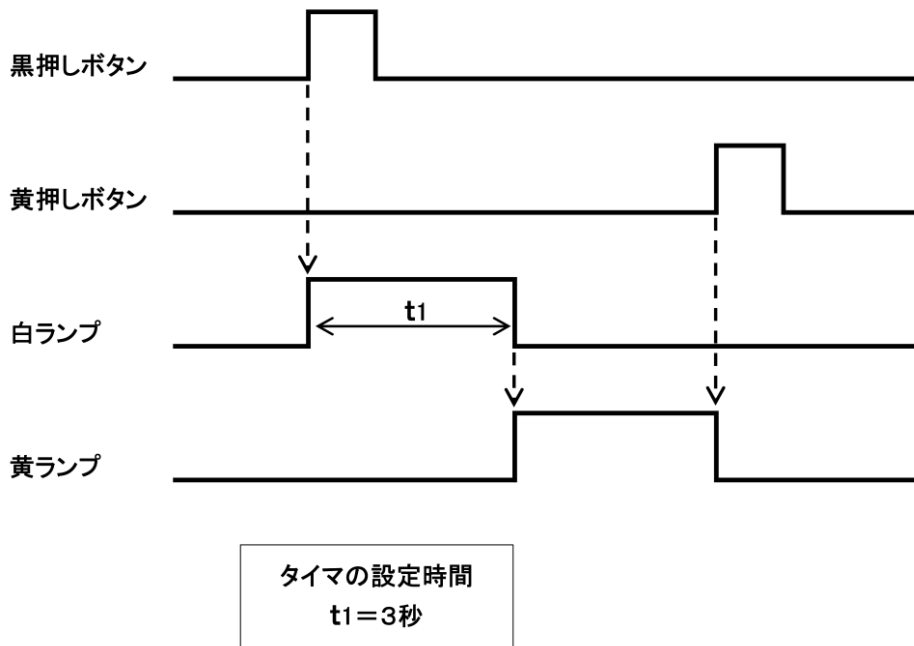 黒押しボタン
黄押しボタン
t1
白ランプ
黄ランプ
タイマの設定時間
t1＝3秒